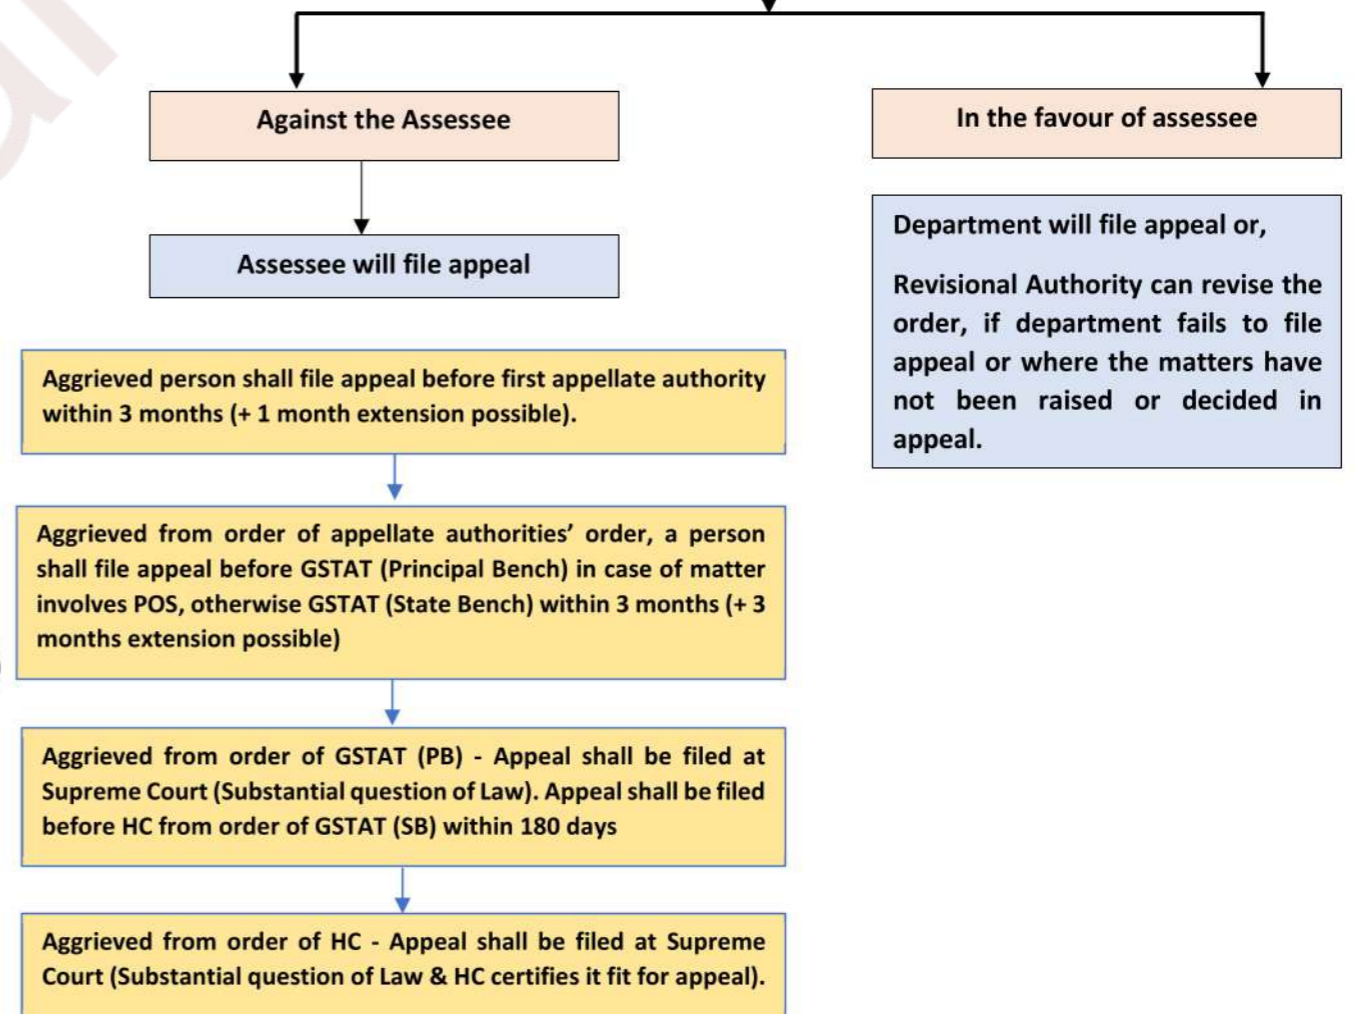 Against the Assessee
In the favour of assessee
Assessee will file appeal
Department will file appeal or,
Revisional Authority can revise the
order, if department fails to file
appeal or where the matters have
not been raised or decided in
appeal.
Aggrieved person shall file appeal before first appellate authority
within 3 months (+ 1 month extension possible).
Aggrieved from order of appellate authorities’ order, a person
shall file appeal before GSTAT (Principal Bench) in case of matter
involves POS, otherwise GSTAT (State Bench) within 3 months (+ 3
months extension possible)
Aggrieved from order of GSTAT (PB) - Appeal shall be filed at
Supreme Court (Substantial question of Law). Appeal shall be filed
before HC from order of GSTAT (SB) within 180 days
Aggrieved from order of HC - Appeal shall be filed at Supreme
Court (Substantial question of Law & HC certifies it fit for appeal).